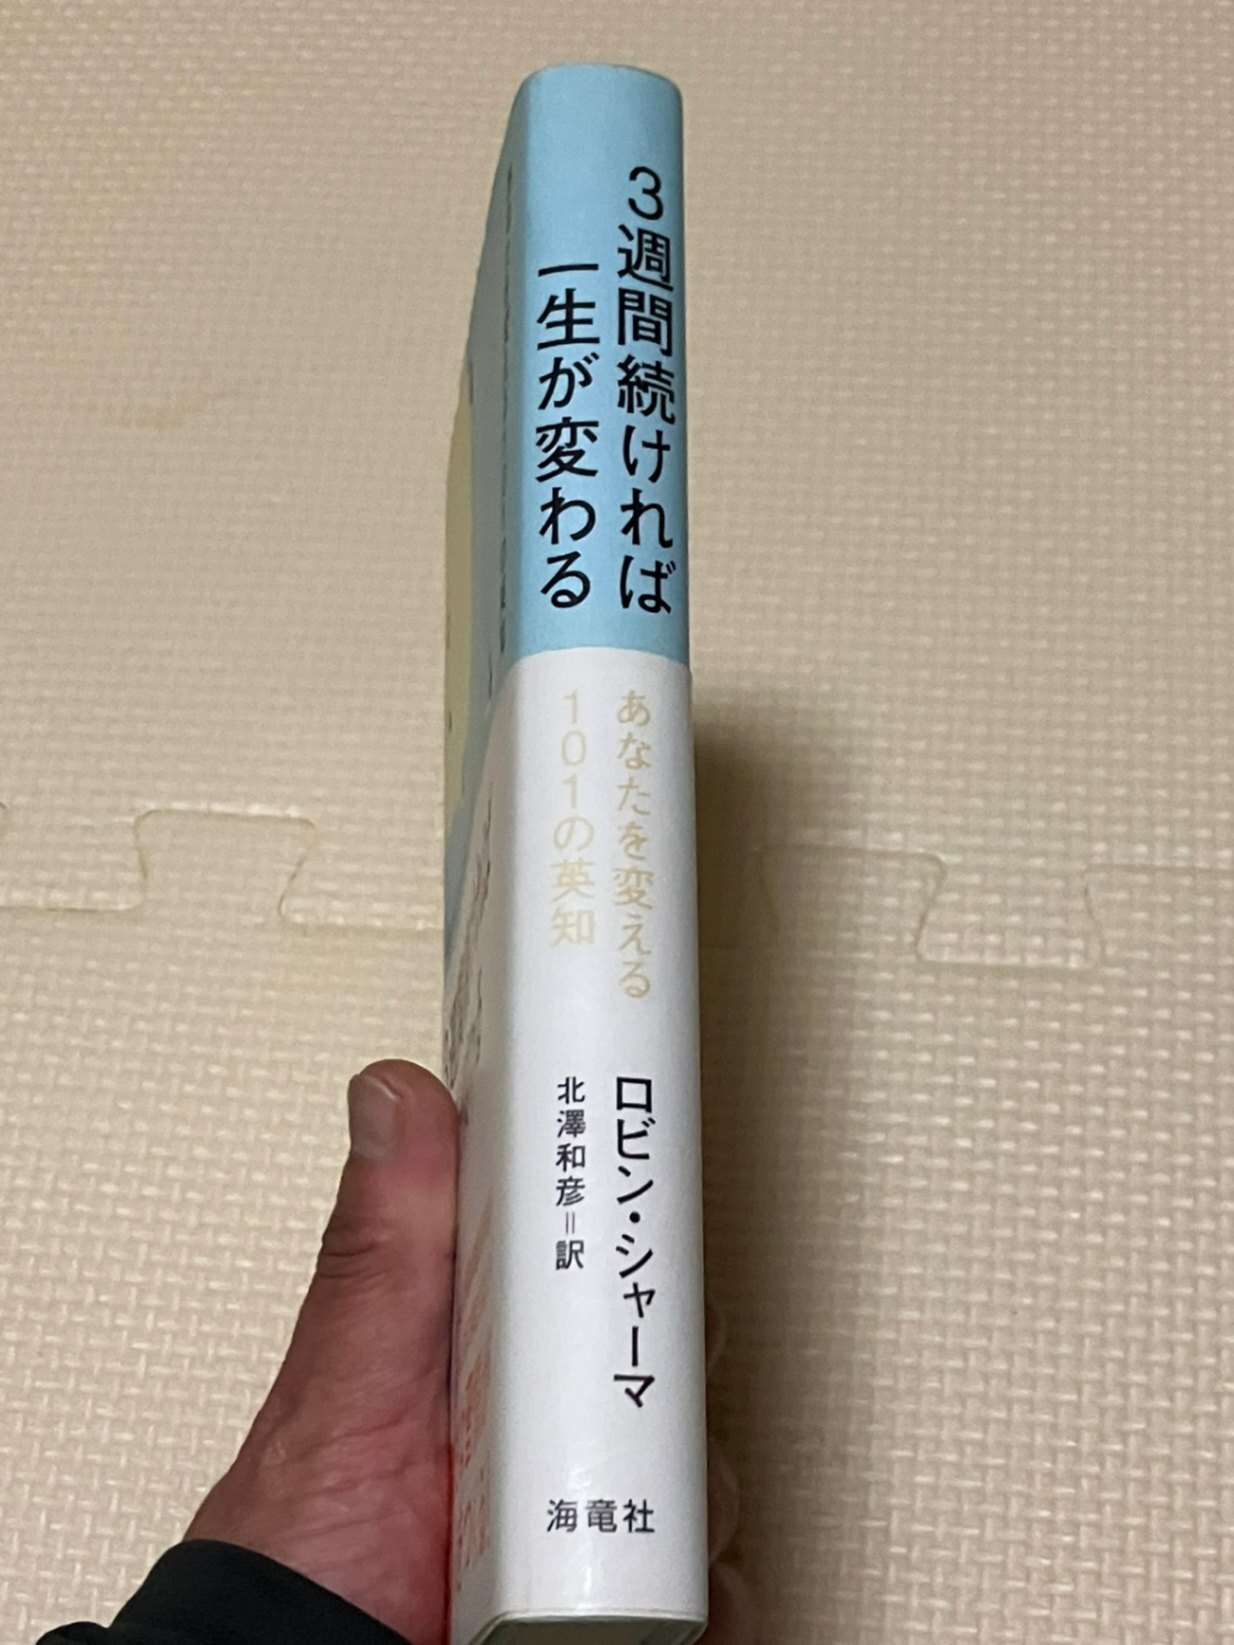 3週間続ければ
一生が変わる
あなたを変える
101の英知
ロビン・シャーマ
北澤和彦=訳
海竜社